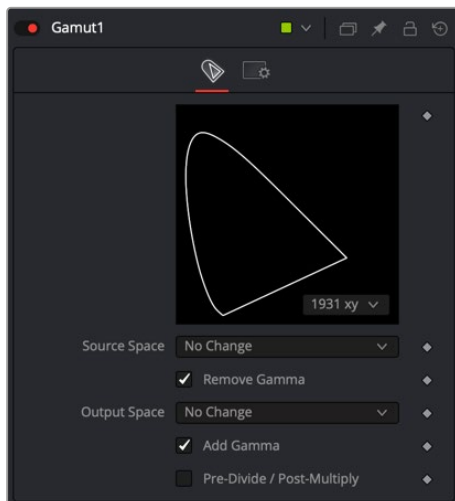 Gamut1
1931 xy
Source Space No Change
Remove Gamma
Output Space No Change
Add Gamma
Pre-Divide / Post-Multiply